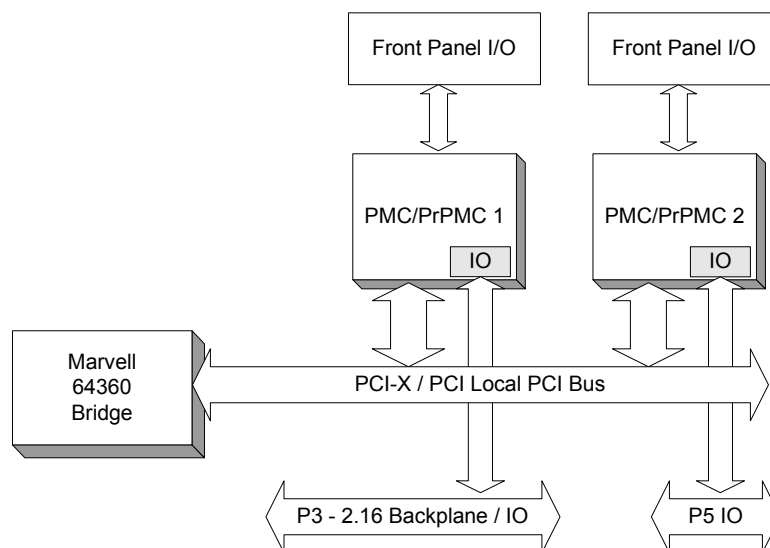 Front Panel I/O
Front Panel I/O
PMC/PrPMC 1
PMC/PrPMC 2
IO
IO
Marvell
64360
Bridge
PCI-X / PCI Local PCI Bus
P3 - 2.16 Backplane / IO
P5 IO